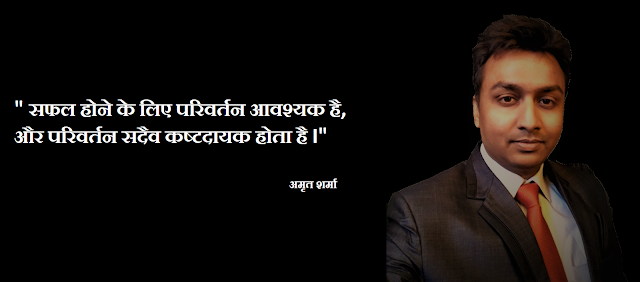 " सफल होने के लिए परिवर्तन आवश्यक है,
और परिवर्तन सदैव कष्टदायक होता है ।"
अमृत शर्मा